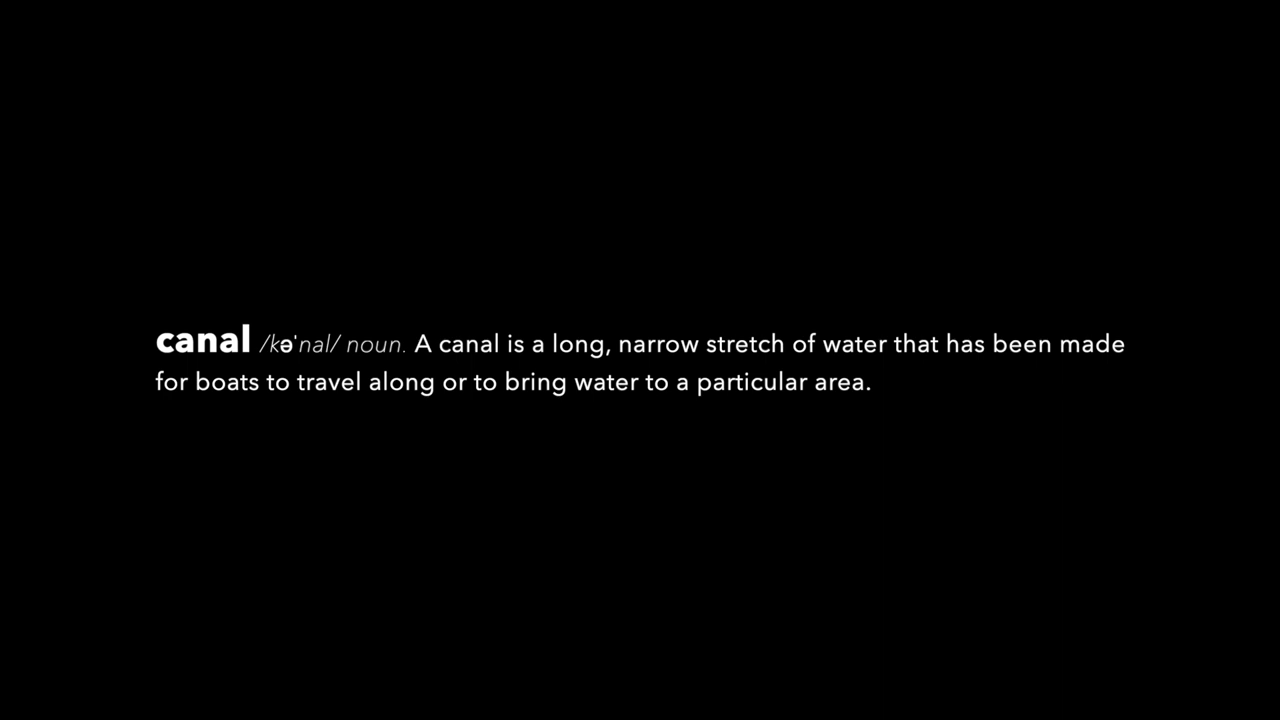 canal /kəˈnal/ noun. A canal is a long, narrow stretch of water that has been made
for boats to travel along or to bring water to a particular area.